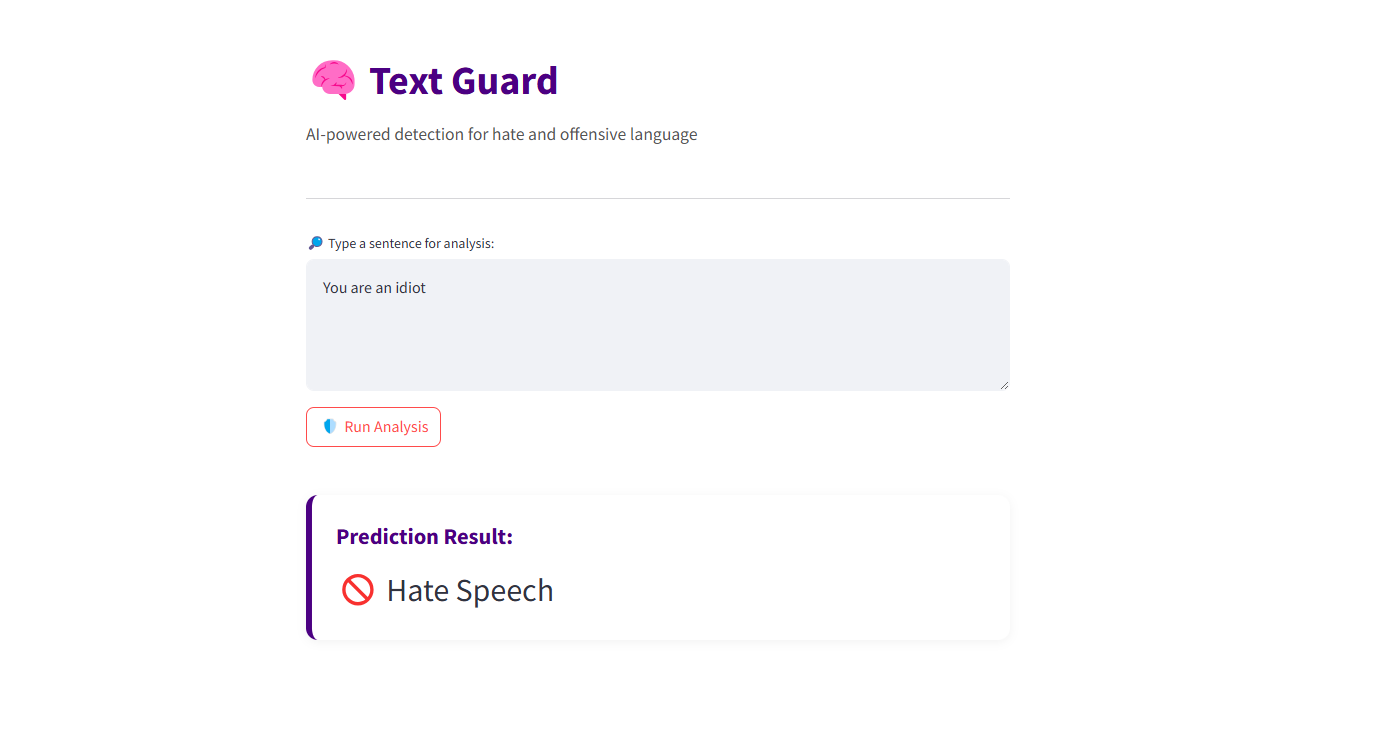 Text Guard
AI-powered detection for hate and offensive language
Type a sentence for analysis:
You are an idiot
Run Analysis
Prediction Result:
Hate Speech